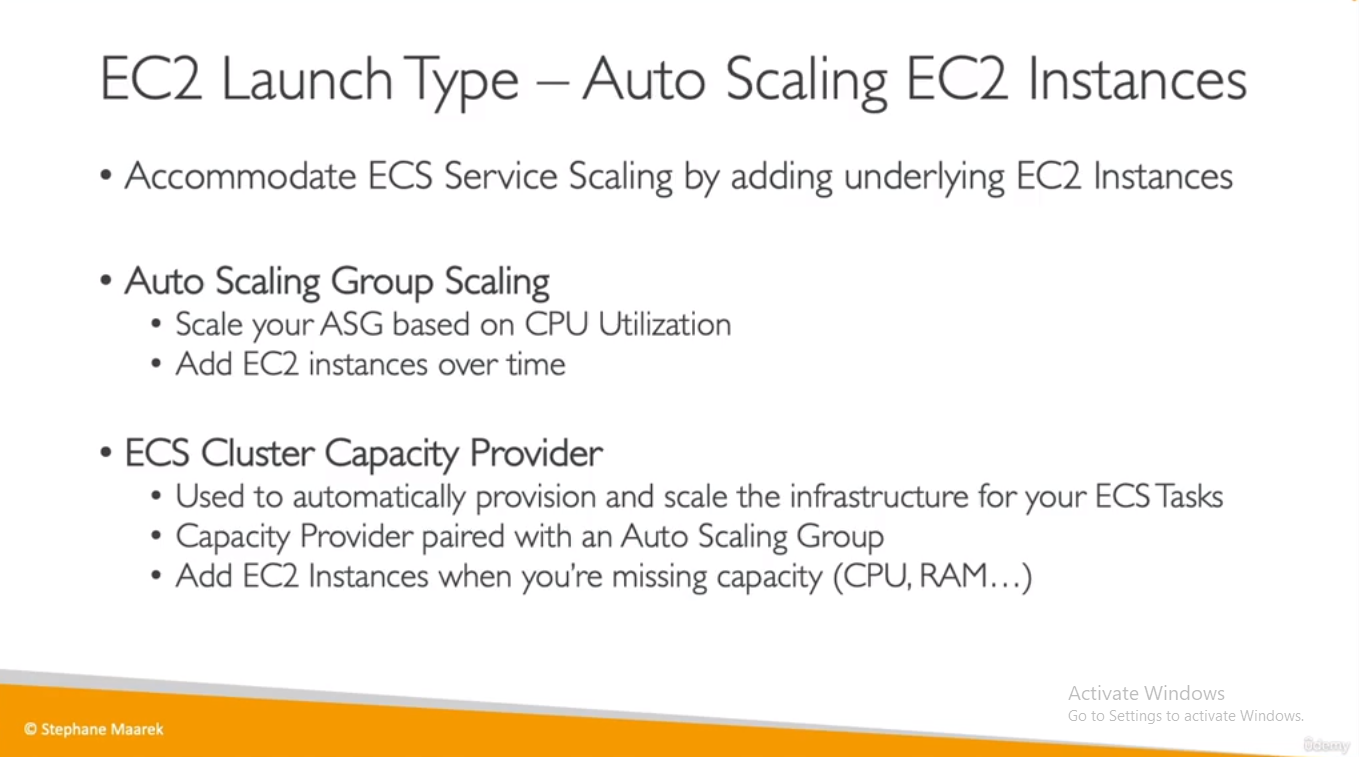 EC2 Launch Type – Auto Scaling EC2 Instances
• Accommodate ECS Service Scaling by adding underlying EC2 Instances
• Auto Scaling Group Scaling
• Scale your ASG based on CPU Utilization
• Add EC2 instances over time
• ECS Cluster Capacity Provider
• Used to automatically provision and scale the infrastructure for your ECS Tasks
• Capacity Provider paired with an Auto Scaling Group
• Add EC2 Instances when you're missing capacity (CPU, RAM…)
Activate Windows
Go to Settings to activate Windows.
© Stephane Maarek
ûdemy